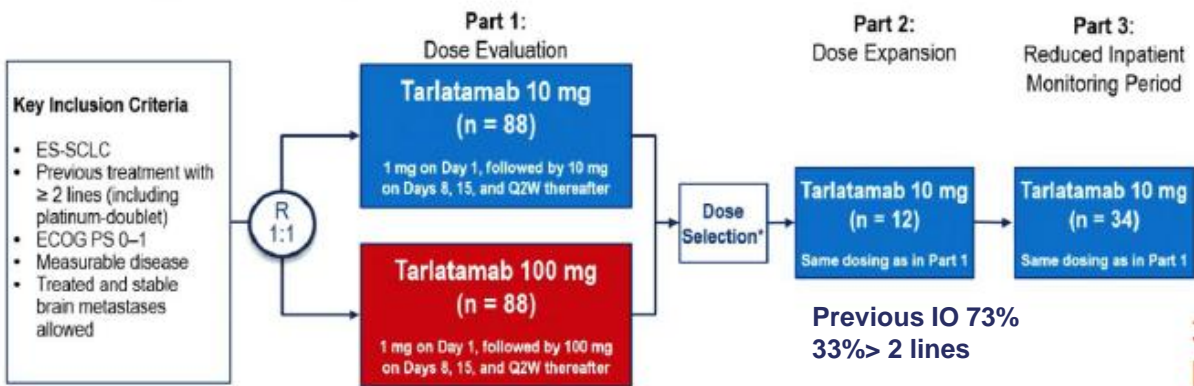 Part 1:
Dose Evaluation
Part 2:
Dose Expansion
Part 3:
Reduced Inpatient
Monitoring Period
Key Inclusion Criteria
• ES-SCLC
• Previous treatment with
≥ 2 lines (including
platinum-doublet)
• ECOG PS 0–1
• Measurable disease
• Treated and stable
brain metastases
allowed
R
1:1
Tarlatamab 10 mg
(n = 88)
1 mg on Day 1, followed by 10 mg
on Days 8, 15, and Q2W thereafter
Tarlatamab 100 mg
(n = 88)
1 mg on Day 1, followed by 100 mg
on Days 8, 15, and Q2W thereafter
Dose
Selection*
Tarlatamab 10 mg
(n = 12)
Same dosing as in Part 1
Tarlatamab 10 mg
(n = 34)
Same dosing as in Part 1
Previous IO 73%
33%> 2 lines